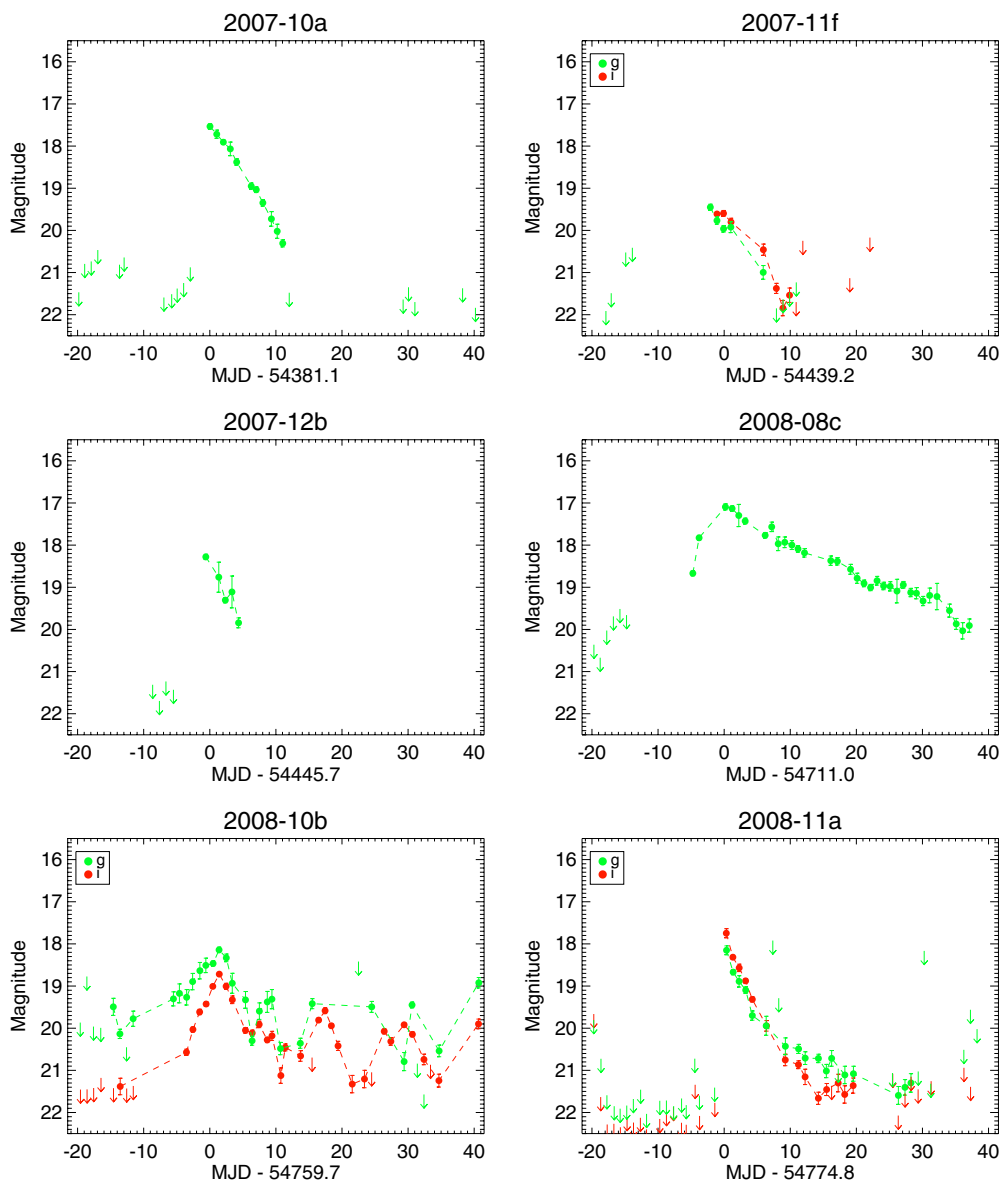 2007-10a
16
17
18
19
20
21
22
Magnitude
-20 -10 0 10 20 30 40
MJD - 54381.1
2007-11f
g
i
16
17
18
19
20
21
22
Magnitude
-20 -10 0 10 20 30 40
MJD - 54439.2
2007-12b
16
17
18
19
20
21
22
Magnitude
-20 -10 0 10 20 30 40
MJD - 54445.7
2008-08c
16
17
18
19
20
21
22
Magnitude
-20 -10 0 10 20 30 40
MJD - 54711.0
2008-10b
g
i
16
17
18
19
20
21
22
Magnitude
-20 -10 0 10 20 30 40
MJD - 54759.7
2008-11a
g
i
16
17
18
19
20
21
22
Magnitude
-20 -10 0 10 20 30 40
MJD - 54774.8